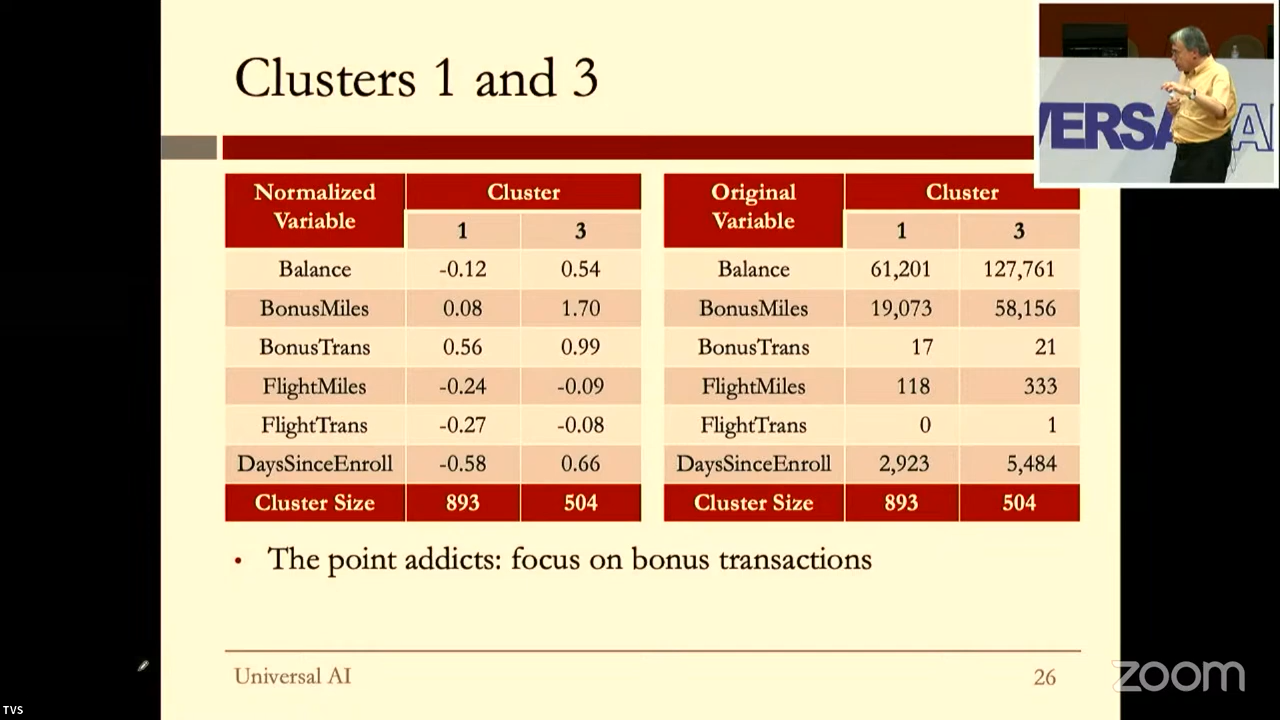 Clusters 1 and 3
Normalized Variable Cluster
1 3
Balance -0.12 0.54
BonusMiles 0.08 1.70
BonusTrans 0.56 0.99
FlightMiles -0.24 -0.09
FlightTrans -0.27 -0.08
DaysSinceEnroll -0.58 0.66
Cluster Size 893 504
Original Variable Cluster
1 3
Balance 61,201 127,761
BonusMiles 19,073 58,156
BonusTrans 17 21
FlightMiles 118 333
FlightTrans 0 1
DaysSinceEnroll 2,923 5,484
Cluster Size 893 504
• The point addicts: focus on bonus transactions
Universal AI
26
VERSA AI
zoom
TVS